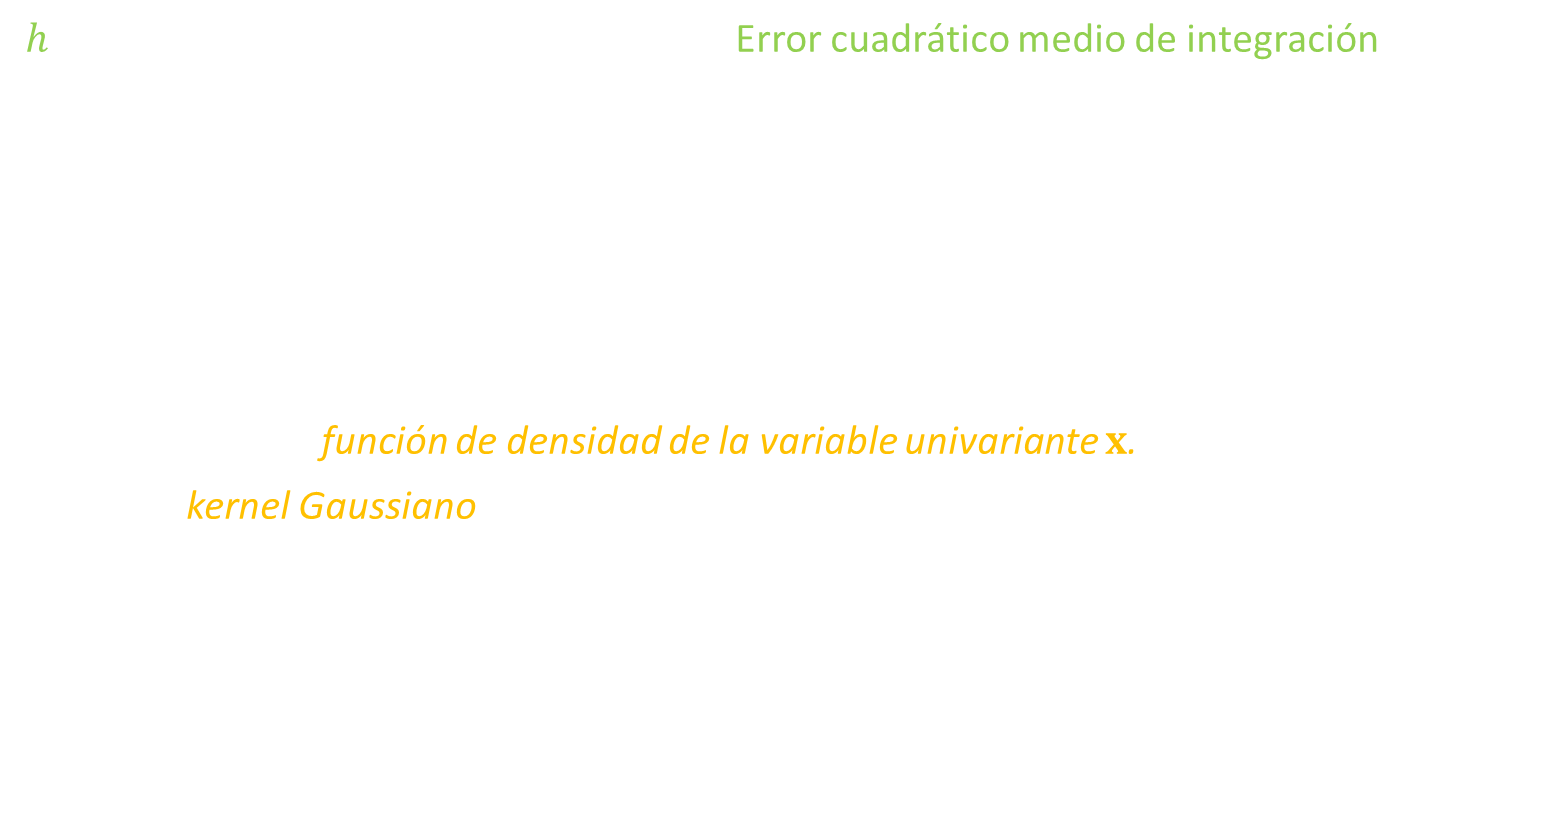 h Error cuadrático medio de integración
función de densidad de la variable univariante x.
kernel Gaussiano